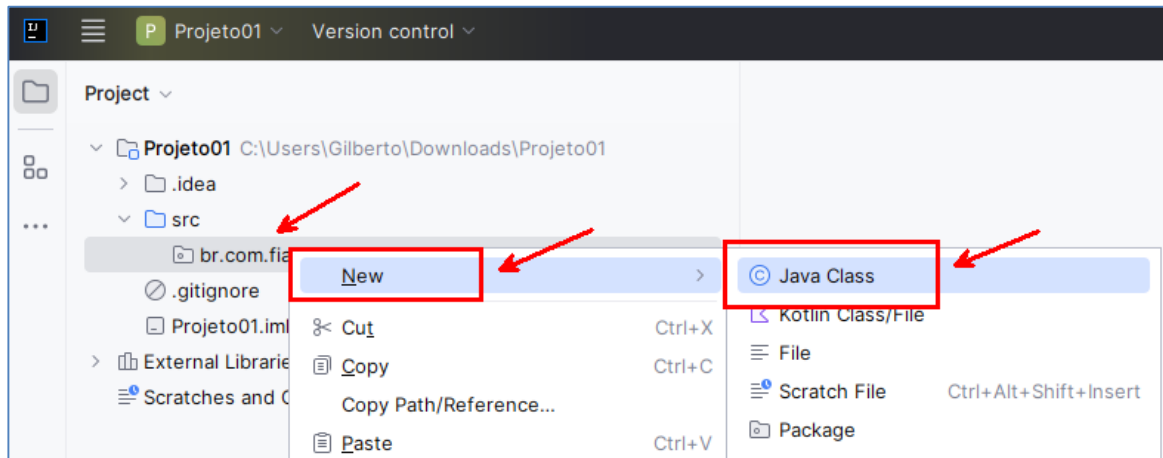 IJ
P Projeto01 Version control
Project
Projeto01 C:\Users\Gilberto\Downloads\Projeto01
.idea
src
br.com.fia
.gitignore
Projeto01.iml
External Librarie
Scratches and
New
Cut Ctrl+X
Copy Ctrl+C
Copy Path/Reference...
Paste Ctrl+V
Java Class
Kotlin Class/File
File
Scratch File Ctrl+Alt+Shift+Insert
Package